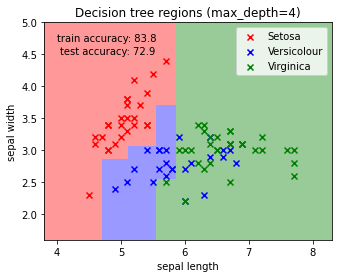 Decision tree regions (max_depth=4)
train accuracy: 83.8
test accuracy: 72.9
Setosa
Versicolour
Virginica
5.0
4.5
4.0
3.5
3.0
2.5
2.0
sepal width
4
5
6
7
8
sepal length